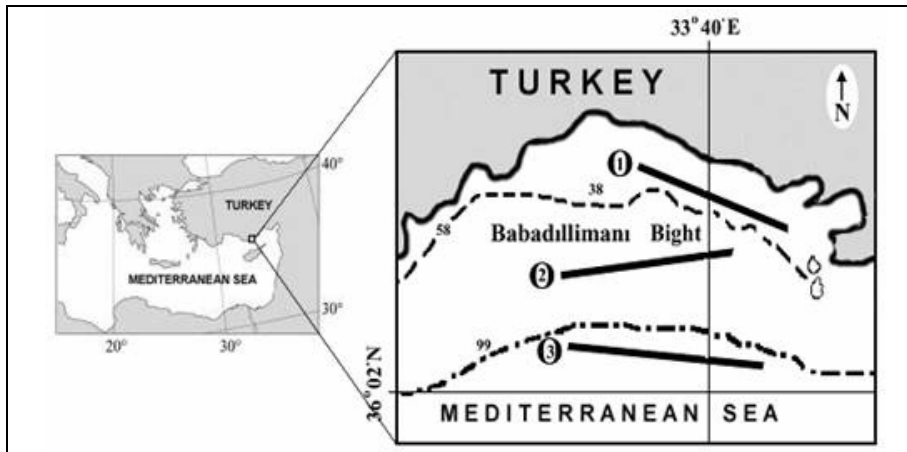 33°40'E
TURKEY
N
40°
TURKEY
MEDITERRANEAN SEA
30°
20°
30°
1
38
58
Babadıllimanı Bight
2
99
3
36°02'N
MEDITERRANEAN SEA